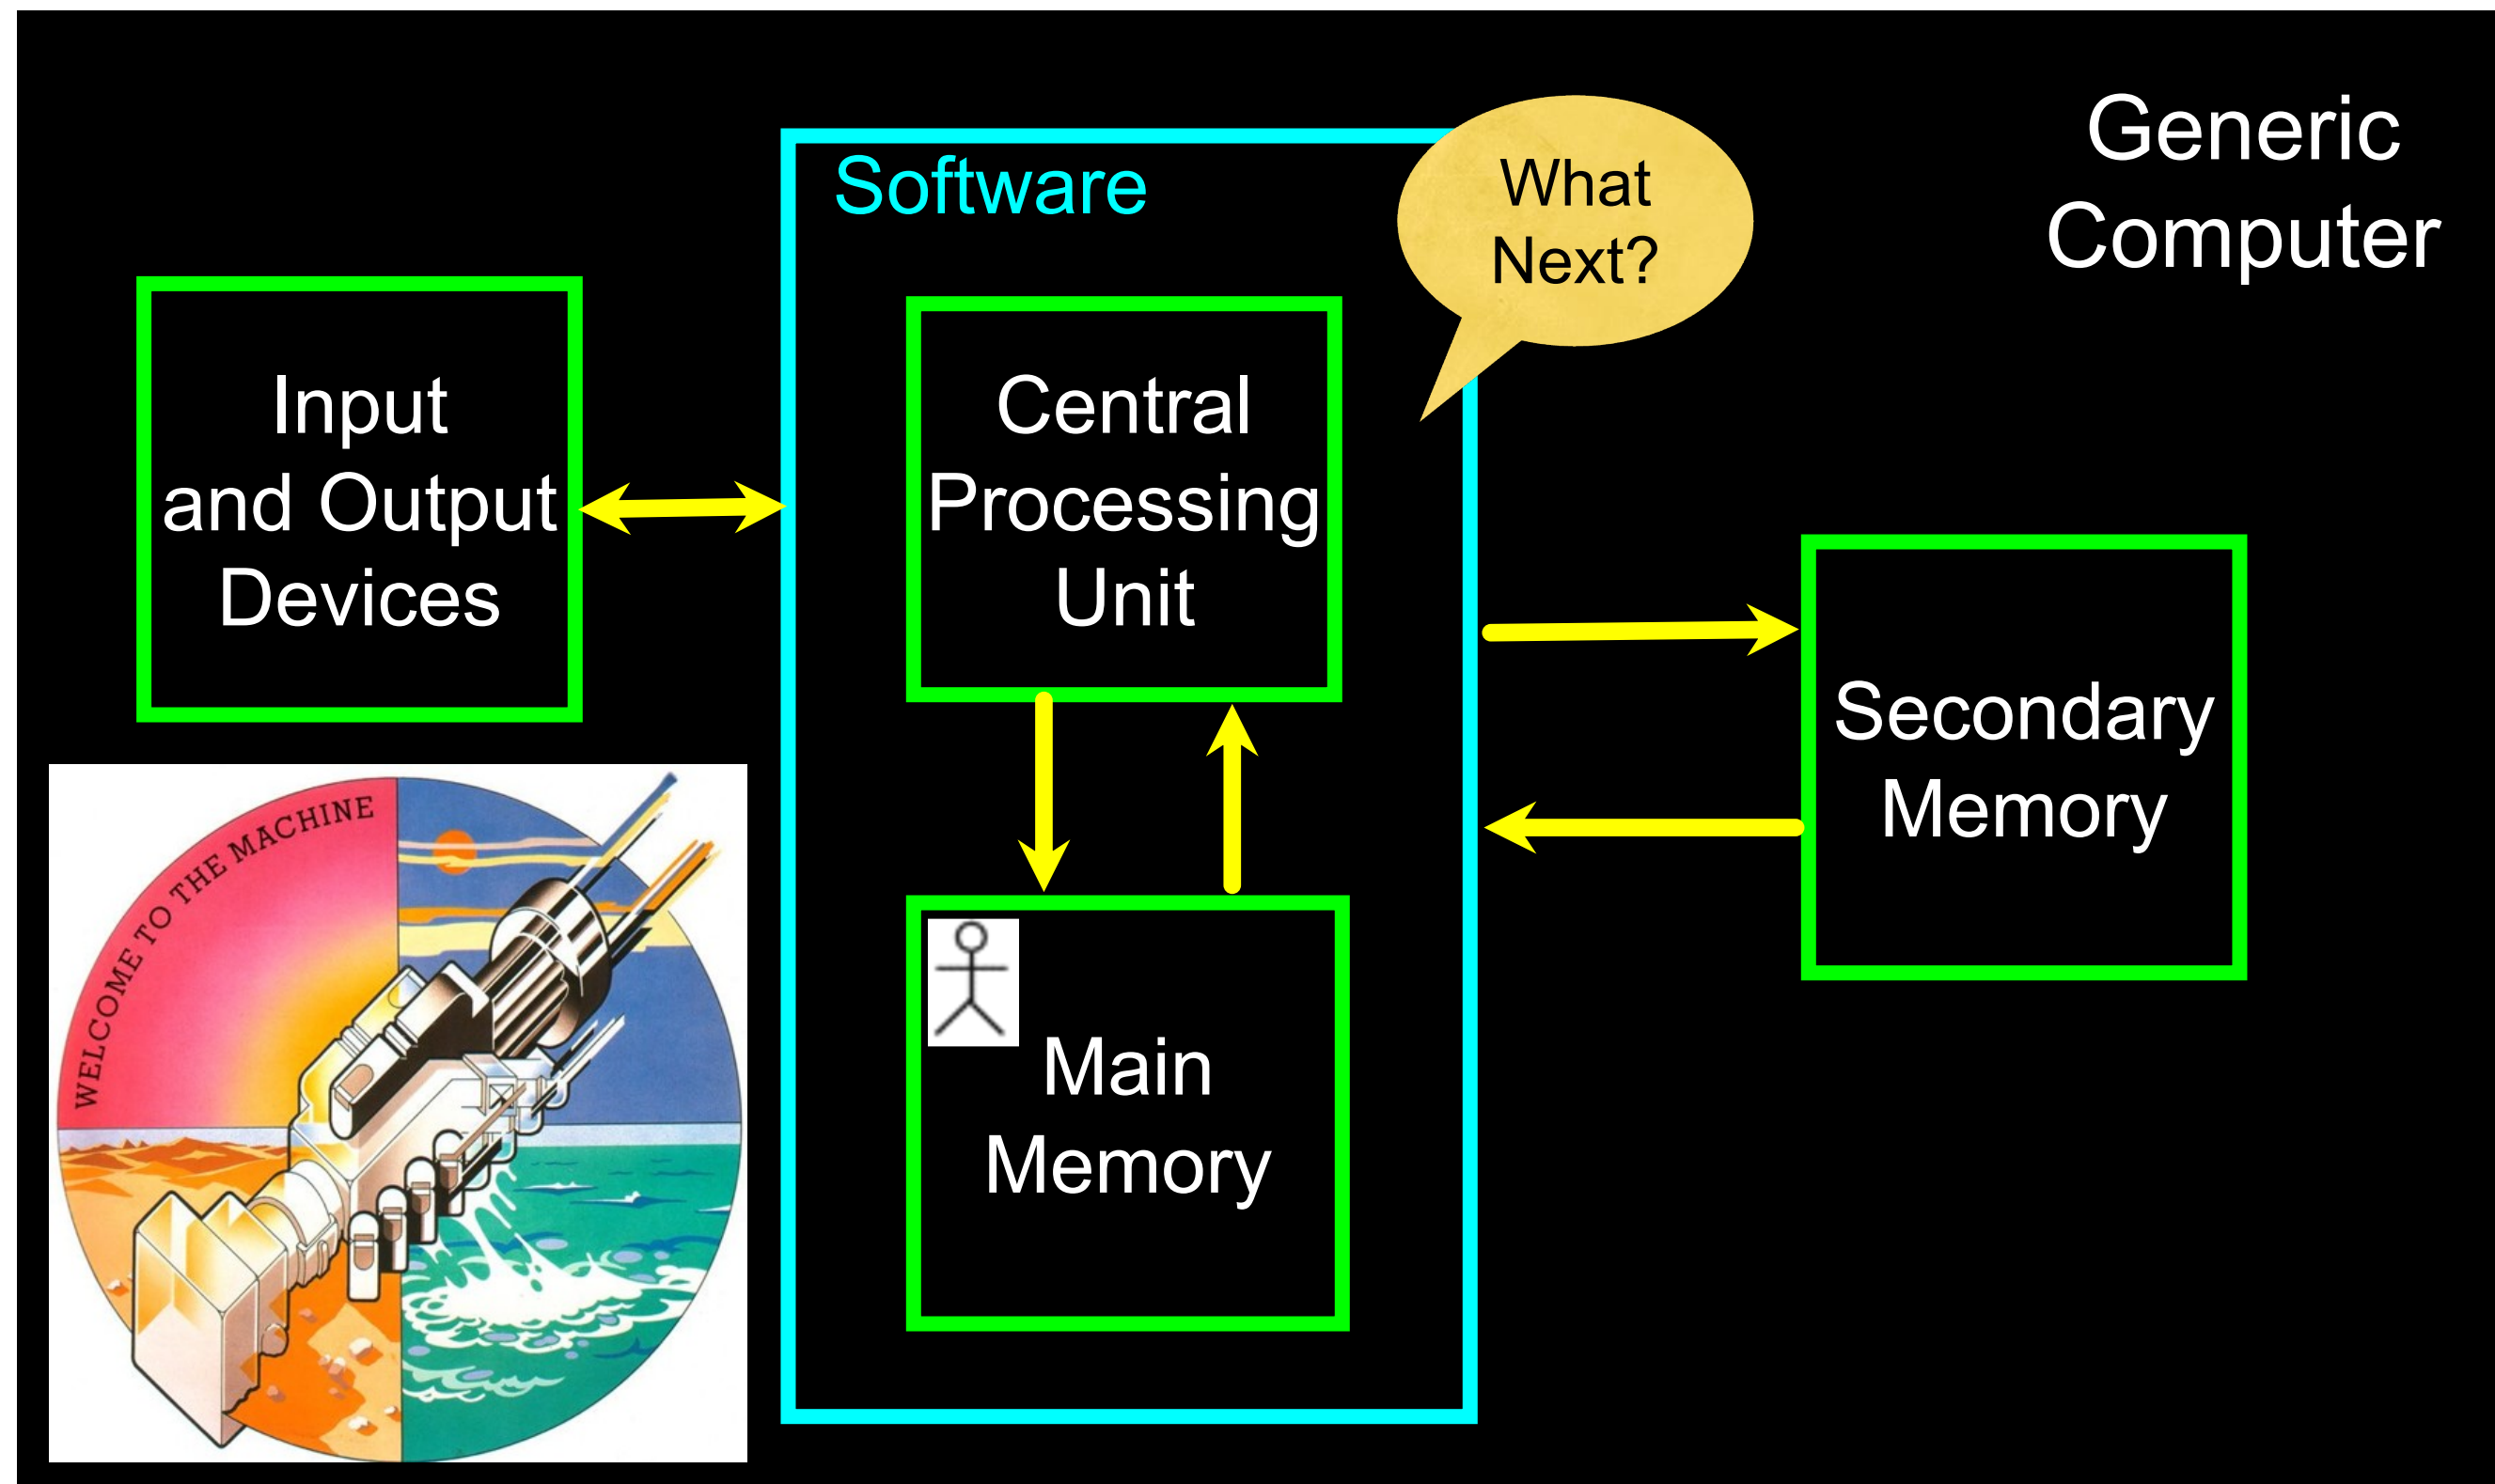 Generic
Computer
Software
What
Next?
Input
and Output
Devices
Central
Processing
Unit
Secondary
Memory
Main
Memory
WELCOME TO THE MACHINE